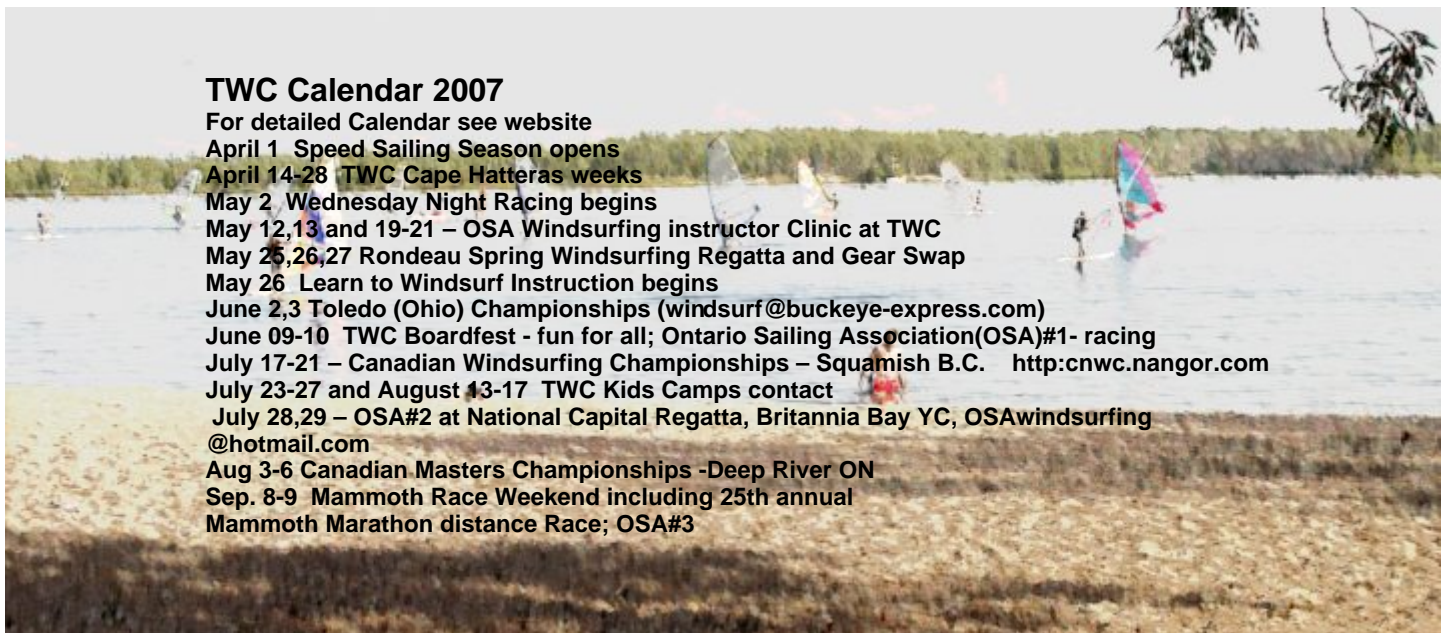 TWC Calendar 2007
For detailed Calendar see website
April 1  Speed Sailing Season opens
April 14-28  TWC Cape Hatteras weeks
May 2  Wednesday Night Racing begins
May 12,13 and 19-21 – OSA Windsurfing instructor Clinic at TWC
May 25,26,27 Rondeau Spring Windsurfing Regatta and Gear Swap
May 26  Learn to Windsurf Instruction begins
June 2,3 Toledo (Ohio) Championships (windsurf@buckeye-express.com)
June 09-10  TWC Boardfest - fun for all; Ontario Sailing Association(OSA)#1- racing
July 17-21 – Canadian Windsurfing Championships – Squamish B.C.    http:cnwc.nangor.com
July 23-27 and August 13-17  TWC Kids Camps contact
July 28,29 – OSA#2 at National Capital Regatta, Britannia Bay YC, OSAwindsurfing
@hotmail.com
Aug 3-6 Canadian Masters Championships -Deep River ON
Sep. 8-9  Mammoth Race Weekend including 25th annual
Mammoth Marathon distance Race; OSA#3